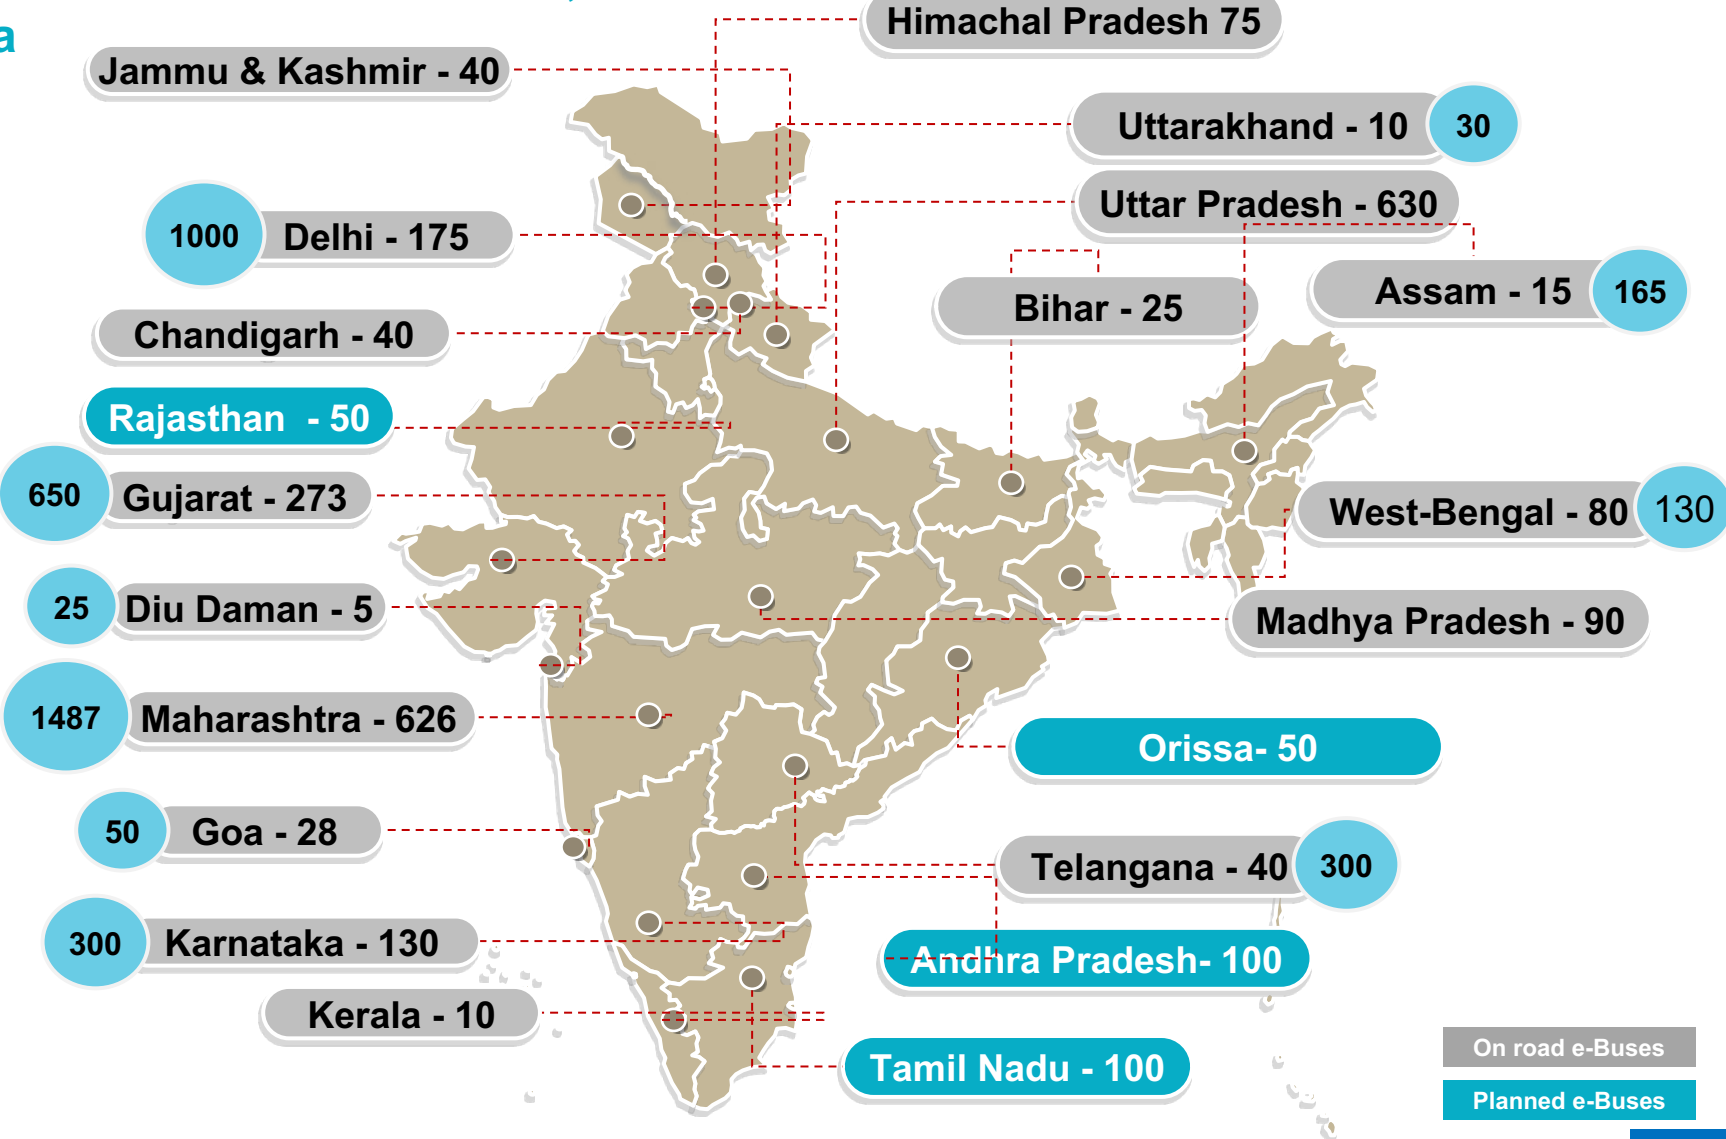 a
Himachal Pradesh 75
Jammu & Kashmir - 40
Uttarakhand - 10 30
Uttar Pradesh - 630
1000 Delhi - 175
Assam - 15 165
Bihar - 25
Chandigarh - 40
Rajasthan - 50
650 Gujarat - 273
West-Bengal - 80 130
25 Diu Daman - 5
Madhya Pradesh - 90
1487 Maharashtra - 626
Orissa- 50
50 Goa - 28
Telangana - 40 300
300 Karnataka - 130
Andhra Pradesh- 100
Kerala - 10
Tamil Nadu - 100
On road e-Buses
Planned e-Buses